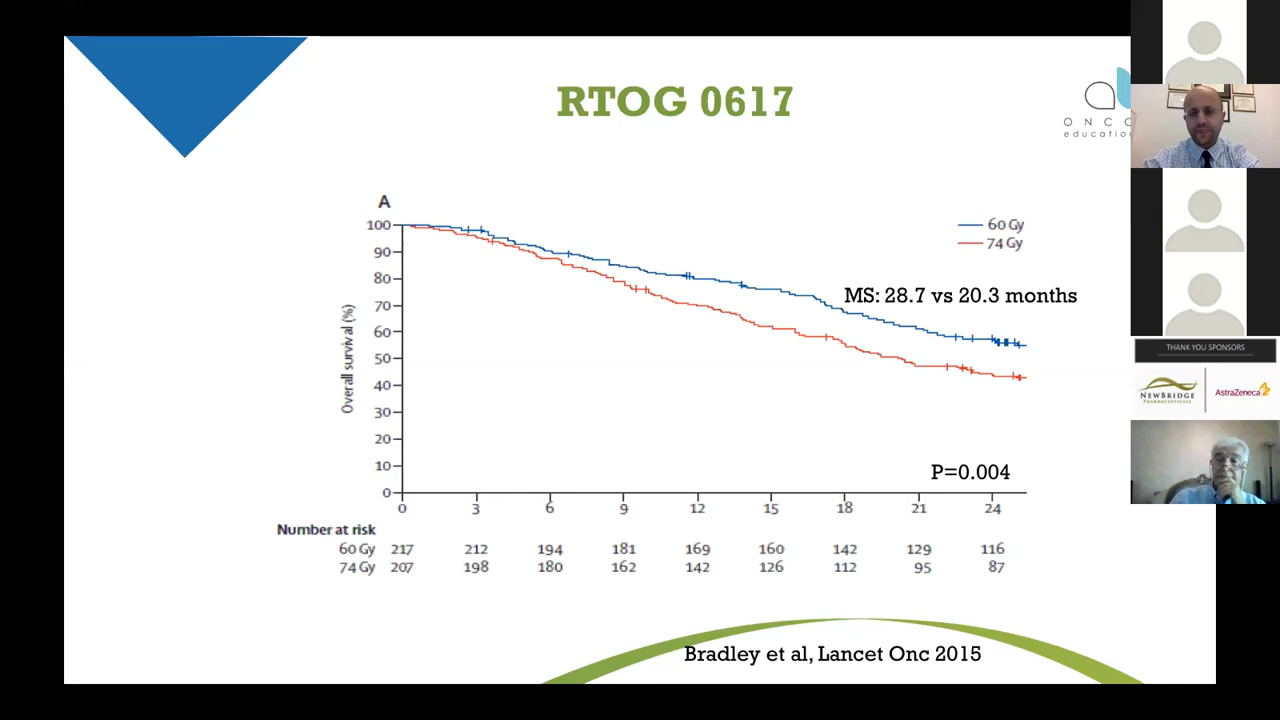 RTOG 0617
ONCO
education
A
100
90
80
70
60
50
40
30
20
10
0
Overall survival (%)
60 Gy
74 Gy
MS: 28.7 vs 20.3 months
P=0.004
0 3 6 9 12 15 18 21 24
Number at risk
60 Gy 217 212 194 181 169 160 142 129 116
74 Gy 207 198 180 162 142 126 112 95 87
Bradley et al, Lancet Onc 2015
THANK YOU SPONSORS
NEWBRIDGE
PHARMACEUTICALS
AstraZeneca